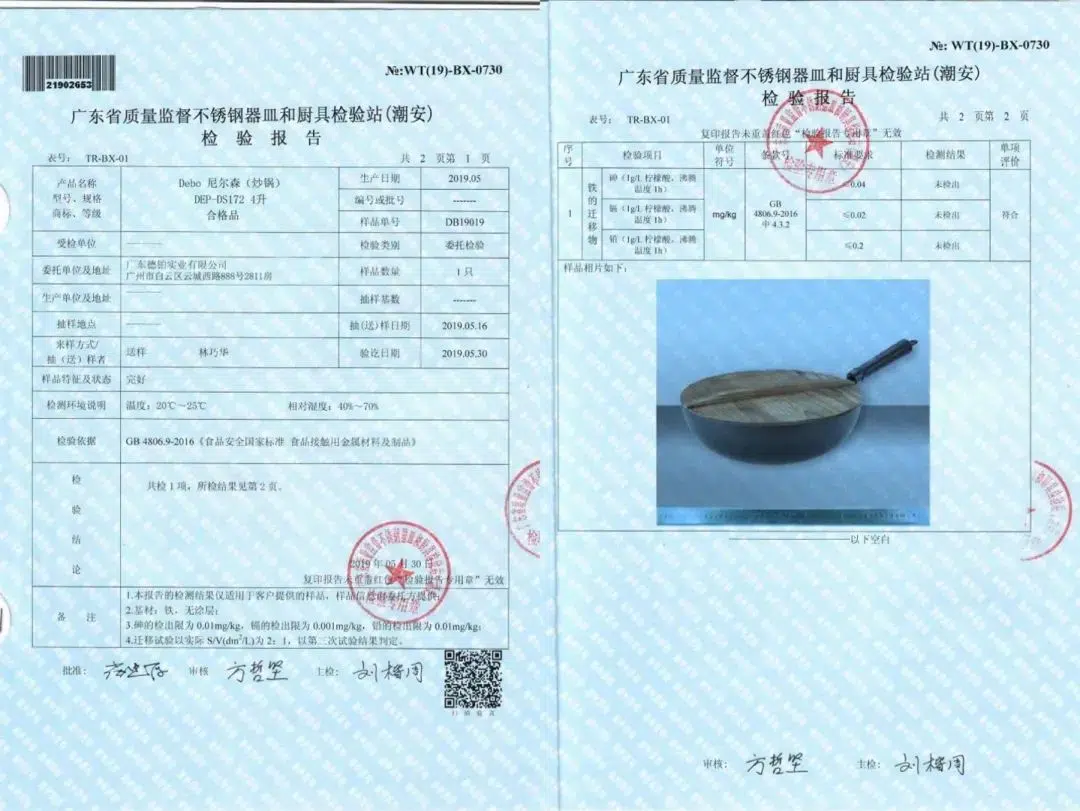 21902653
№:WT(19)-BX-0730
广东省质量监督不锈钢器皿和厨具检验站(潮安)
检 验 报 告
表号: TR-BX-01 共 2 页第 1 页
产品名称 型号、规格 商标、等级
Debo 尼尔森（炒锅）
DEP-DS172 4升
合格品
生产日期 2019.05
编号或批号 -------
样品单号 DB19019
受检单位 ———— 检验类别 委托检验
委托单位及地址 广东德铂实业有限公司
广州市白云区云城西路888号2811房
样品数量 1 只
生产单位及地址 ———— 抽样基数 -------
抽样地点 ———— 抽(送)样日期 2019.05.16
来样方式/
抽（送）样者 送样 林巧华 验讫日期 2019.05.30
样品特征及状态 完好
检测环境说明 温度: 20℃～25℃ 相对湿度: 40%～70%
检验依据 GB 4806.9-2016《食品安全国家标准 食品接触用金属材料及制品》
检验结论
共检 1 项，所检结果见第 2 页。
2019 年 05 月 30
复印报告未重盖红色“检验报告专用章”无效
备 注
1.本报告的检测结果仅适用于客户提供的样品，样品信息由委托方提供；
2.基材：铁，无涂层；
3.砷的检出限为 0.01mg/kg，镉的检出限为 0.001mg/kg，铅的检出限为 0.01mg/kg；
4.迁移试验以实际 S/V(dm²/L)为 2：1，以第三次试验结果判定。
批准: 审核 方哲坚 主检:
扫描验真
№: WT(19)-BX-0730
广东省质量监督不锈钢器皿和厨具检验站(潮安)
检 验 报 告
表号: TR-BX-01 共 2 页第 2 页
复印报告未重盖红色“检验报告专用章”无效
序号 检验项目 单位符号 条款号 标准要求 检测结果 单项评价
1 铁的迁移物
砷（1g/L 柠檬酸，沸腾温度 1h） mg/kg GB 4806.9-2016 中 4.3.2 ≤0.04 未检出 符合
镉（1g/L 柠檬酸，沸腾温度 1h） ≤0.02 未检出
铅（1g/L 柠檬酸，沸腾温度 1h） ≤0.2 未检出
样品相片如下:
以下空白
审核: 方哲坚 主检: